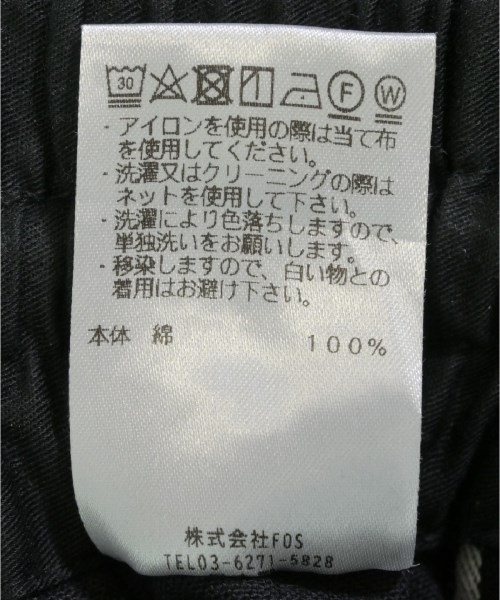 30 F W
・アイロンを使用の際は当て布
を使用してください。
・洗濯又はクリーニングの際は
ネットを使用して下さい。
・洗濯により色落ちしますので、
単独洗いをお願いします。
・移染しますので、白い物との
着用はお避け下さい。
本体 綿 100%
株式会社FOS
TEL03-6271-5828